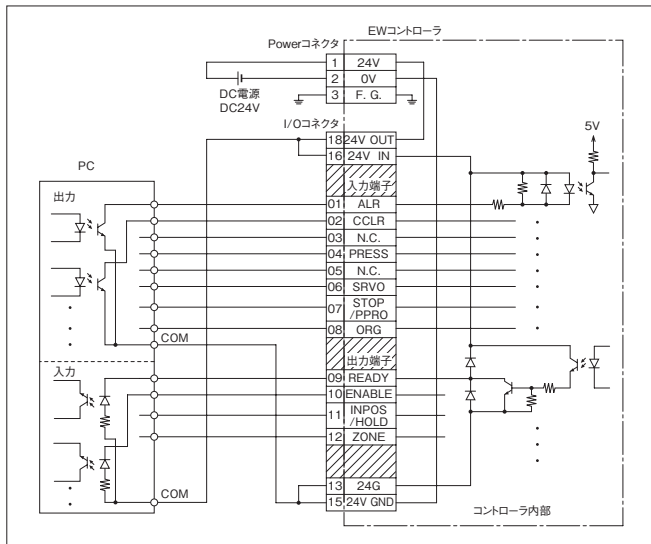 EWコントローラ
Powerコネクタ
1 24V
2 0V
3 F. G.
DC電源
DC24V
I/Oコネクタ
18 24V OUT
16 24V IN
5V
PC
入力端子
出力
01 ALR
02 CCLR
03 N.C.
04 PRESS
05 N.C.
06 SRVO
07 STOP
/PPRO
08 ORG
COM
出力端子
入力
09 READY
10 ENABLE
11 INPOS
/HOLD
12 ZONE
COM
13 24G
15 24V GND
コントローラ内部